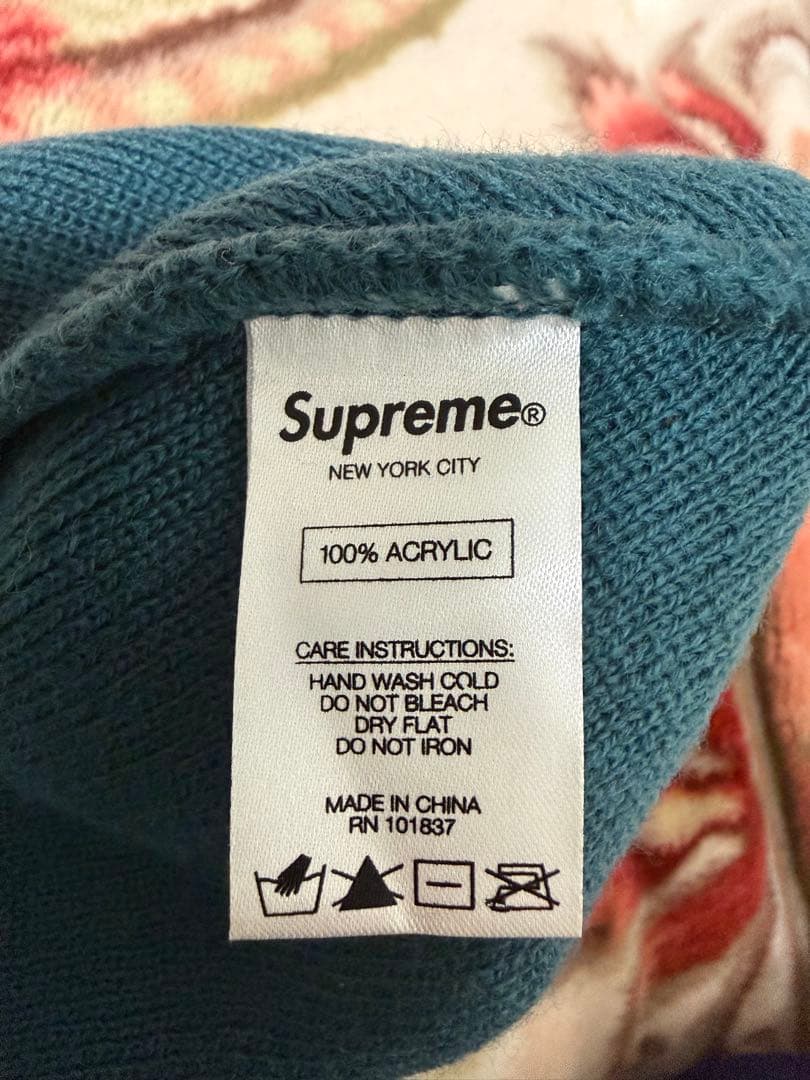 Supreme®
NEW YORK CITY
100% ACRYLIC
CARE INSTRUCTIONS:
HAND WASH COLD
DO NOT BLEACH
DRY FLAT
DO NOT IRON
MADE IN CHINA
RN 101837